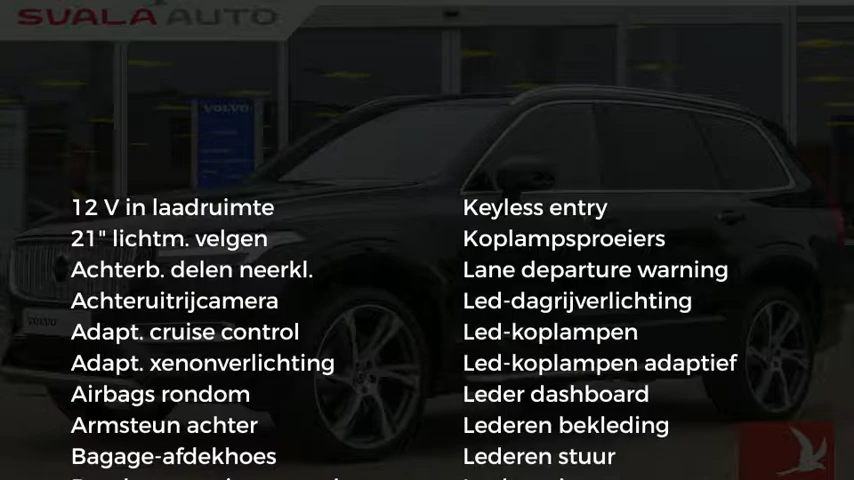 SVALA AUTO
VOLVO
VOLVO
12 V in laadruimte
21" lichtm. velgen
Achterb. delen neerkl.
Achteruitrijcamera
Adapt. cruise control
Adapt. xenonverlichting
Airbags rondom
Armsteun achter
Bagage-afdekhoes
Keyless entry
Koplampsproeiers
Lane departure warning
Led-dagrijverlichting
Led-koplampen
Led-koplampen adaptief
Leder dashboard
Lederen bekleding
Lederen stuur